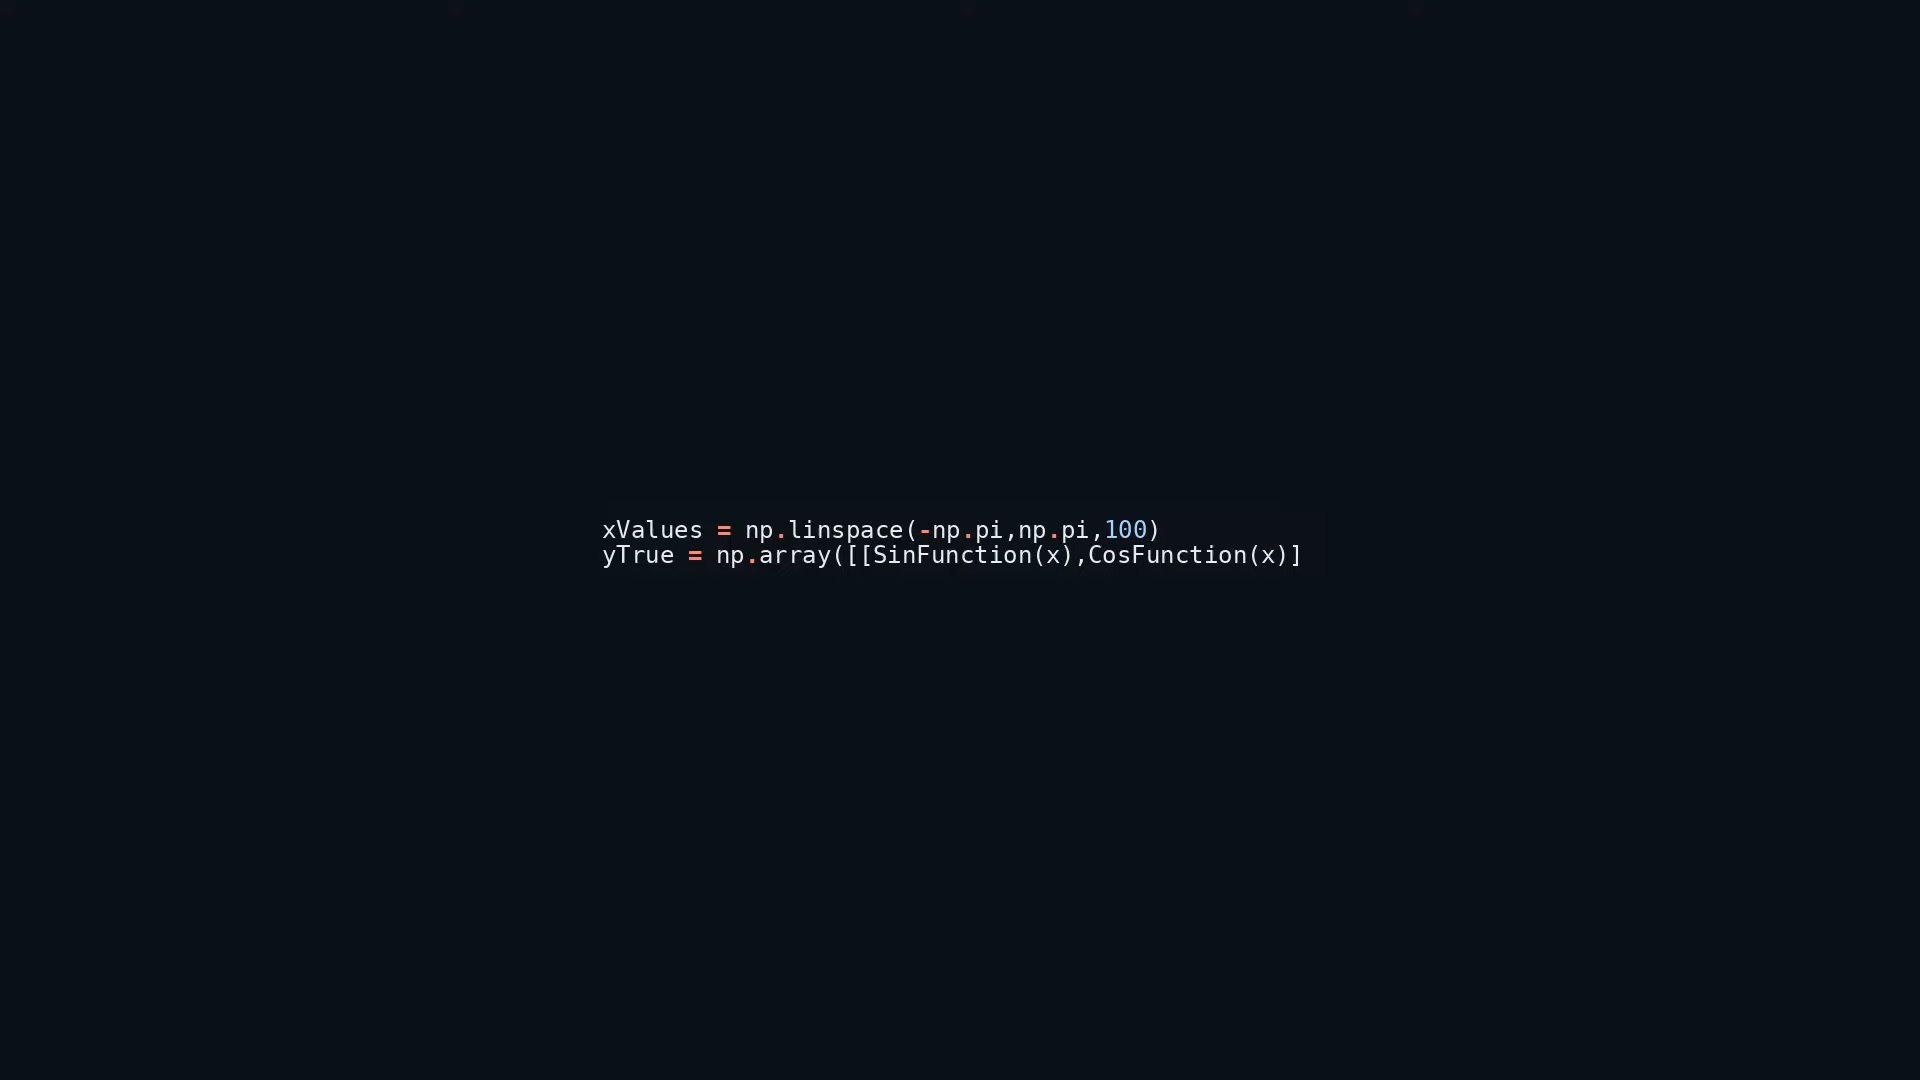 xValues = np.linspace(-np.pi,np.pi,100)
yTrue = np.array([[SinFunction(x),CosFunction(x)]